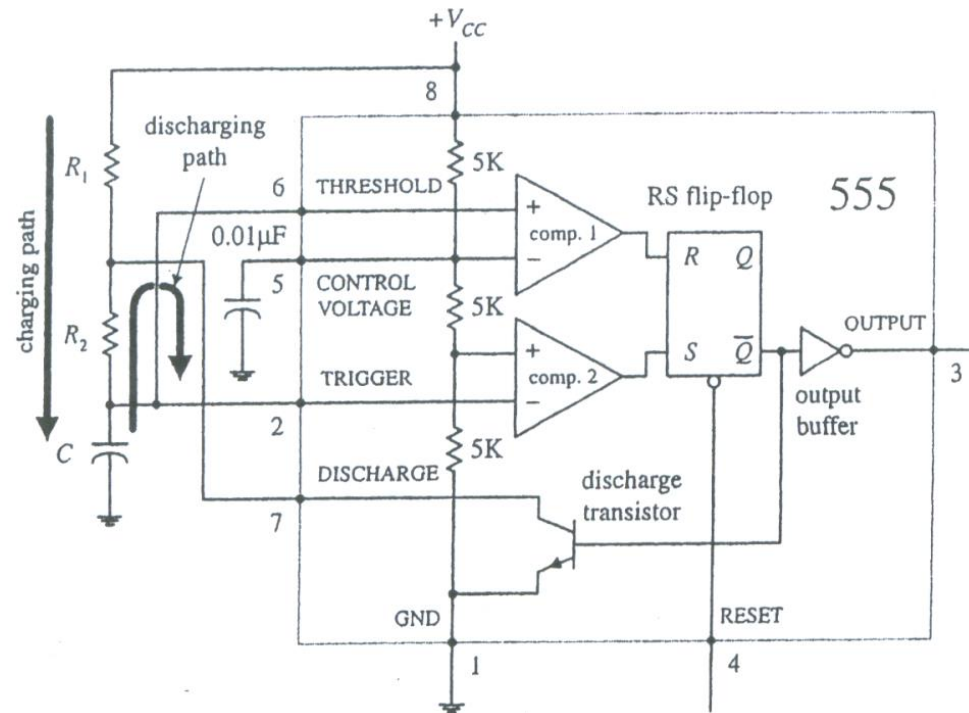 +V_CC
8
discharging
path
R₁
5K
6
THRESHOLD
RS flip-flop
555
0.01μF
+
comp. 1
−
R
Q
charging path
5
CONTROL
VOLTAGE
5K
R₂
OUTPUT
+
comp. 2
−
S
Q̅
3
TRIGGER
2
output
buffer
C
5K
DISCHARGE
7
discharge
transistor
GND
RESET
1
4